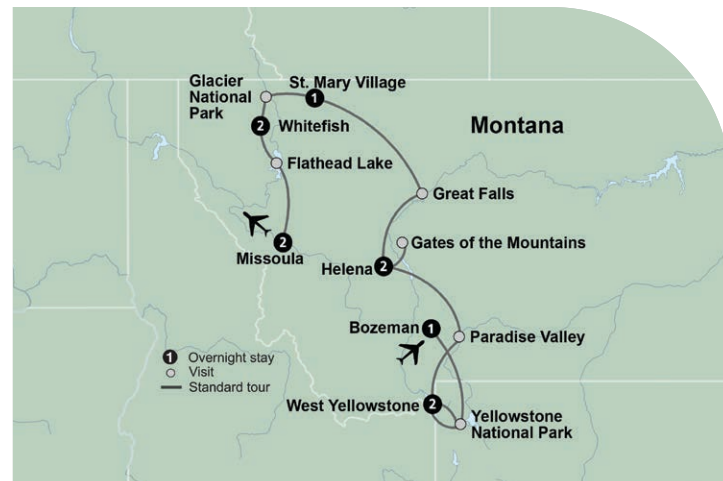 Glacier
National
Park
St. Mary Village
1
2
Whitefish
Montana
Flathead Lake
Great Falls
2
Missoula
Gates of the Mountains
Helena
2
Bozeman
1
Paradise Valley
1 Overnight stay
Visit
Standard tour
West Yellowstone
2
Yellowstone
National Park